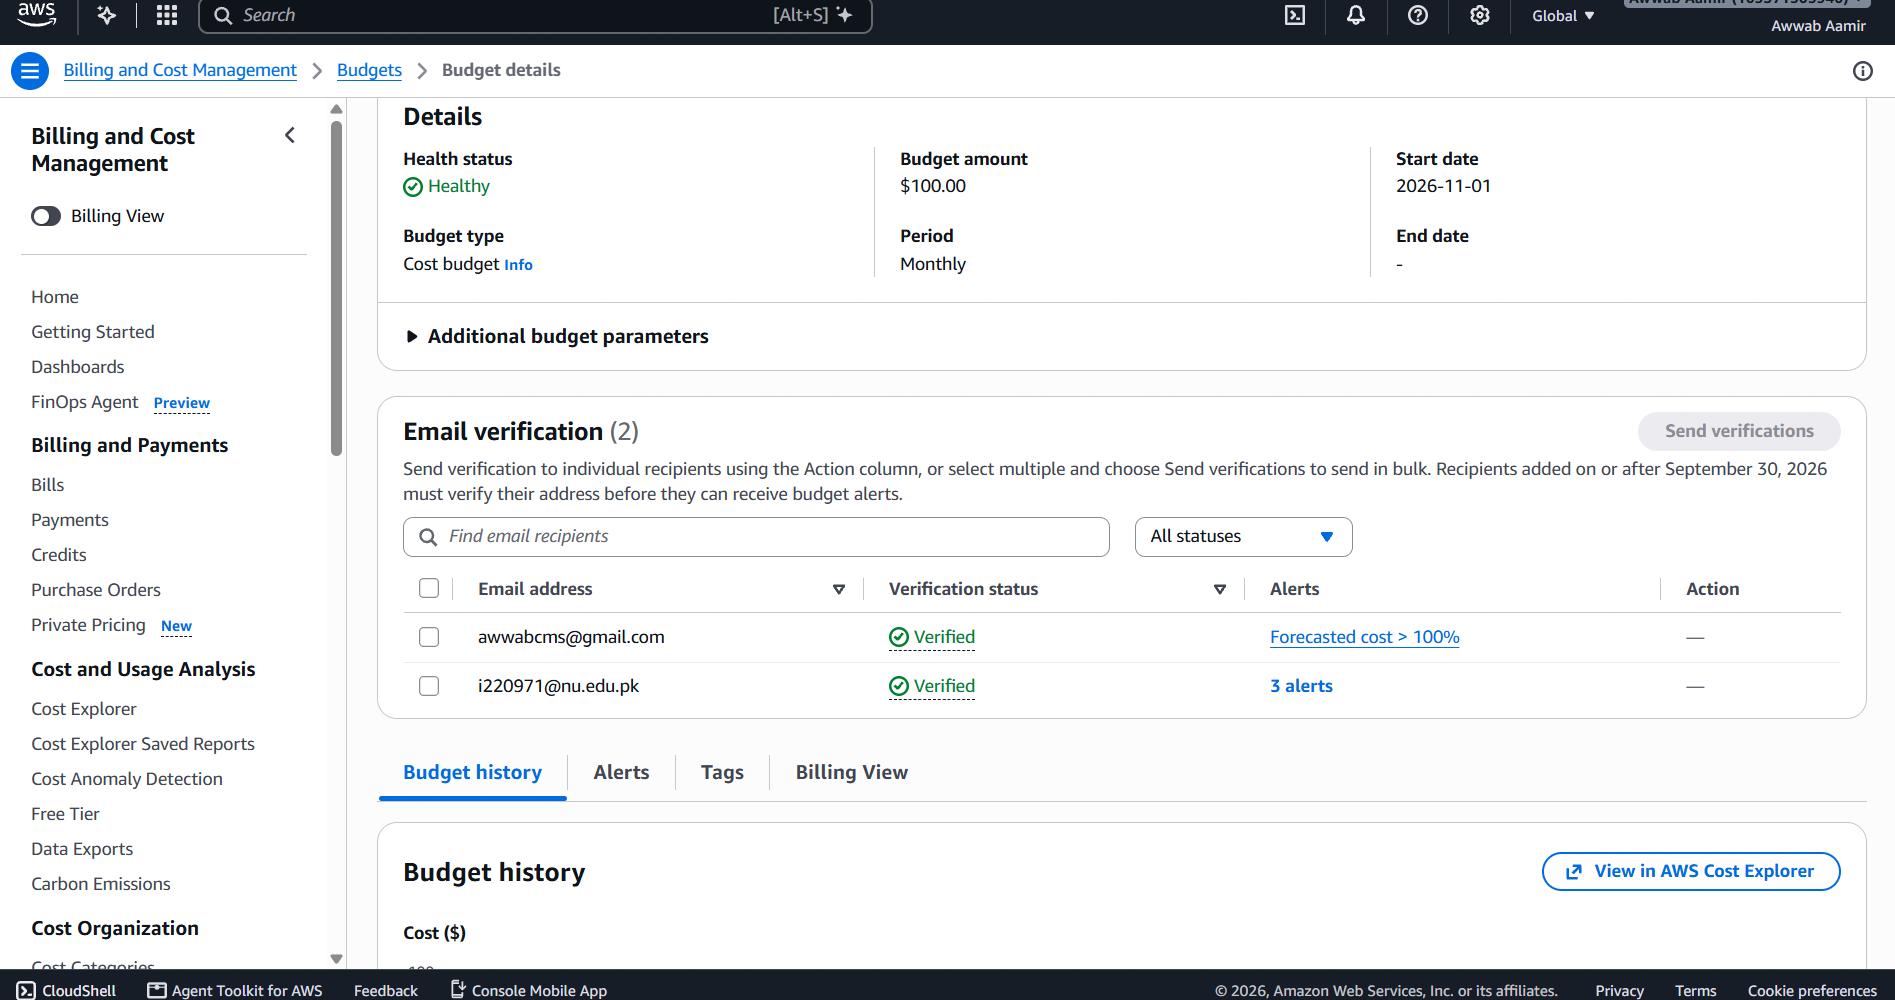 aws
Search
[Alt+S]
Global
Awwab Aamir
Billing and Cost Management
Budgets
Budget details
Billing and Cost
Management
Billing View
Home
Getting Started
Dashboards
FinOps Agent Preview
Billing and Payments
Bills
Payments
Credits
Purchase Orders
Private Pricing New
Cost and Usage Analysis
Cost Explorer
Cost Explorer Saved Reports
Cost Anomaly Detection
Free Tier
Data Exports
Carbon Emissions
Cost Organization
Cost Categories
Details
Health status
Healthy
Budget type
Cost budget Info
Budget amount
$100.00
Period
Monthly
Start date
2026-11-01
End date
-
Additional budget parameters
Email verification (2)
Send verifications
Send verification to individual recipients using the Action column, or select multiple and choose Send verifications to send in bulk. Recipients added on or after September 30, 2026
must verify their address before they can receive budget alerts.
Find email recipients
All statuses
Email address Verification status Alerts Action
awwabcms@gmail.com Verified Forecasted cost > 100% —
i220971@nu.edu.pk Verified 3 alerts —
Budget history Alerts Tags Billing View
Budget history
View in AWS Cost Explorer
Cost ($)
CloudShell Agent Toolkit for AWS Feedback Console Mobile App
© 2026, Amazon Web Services, Inc. or its affiliates. Privacy Terms Cookie preferences